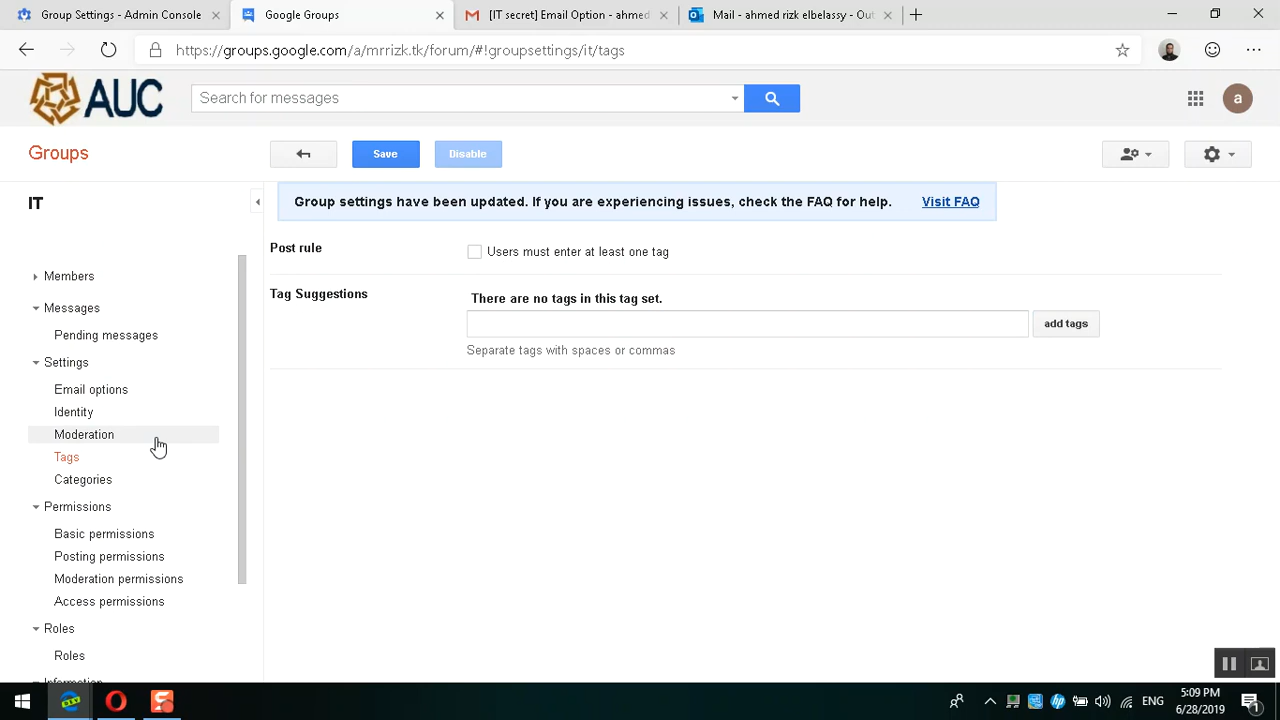 Group Settings - Admin Console
Google Groups
[IT secret] Email Option - ahmed
Mail - ahmed rizk elbelassy - Out
https://groups.google.com/a/mrrizk.tk/forum/#!groupsettings/it/tags
AUC
Search for messages
a
Groups
Save
Disable
IT
Group settings have been updated. If you are experiencing issues, check the FAQ for help. Visit FAQ
Post rule
Users must enter at least one tag
Members
Tag Suggestions
There are no tags in this tag set.
Messages
add tags
Pending messages
Separate tags with spaces or commas
Settings
Email options
Identity
Moderation
Tags
Categories
Permissions
Basic permissions
Posting permissions
Moderation permissions
Access permissions
Roles
Roles
Information
ENG
5:09 PM
6/28/2019
1